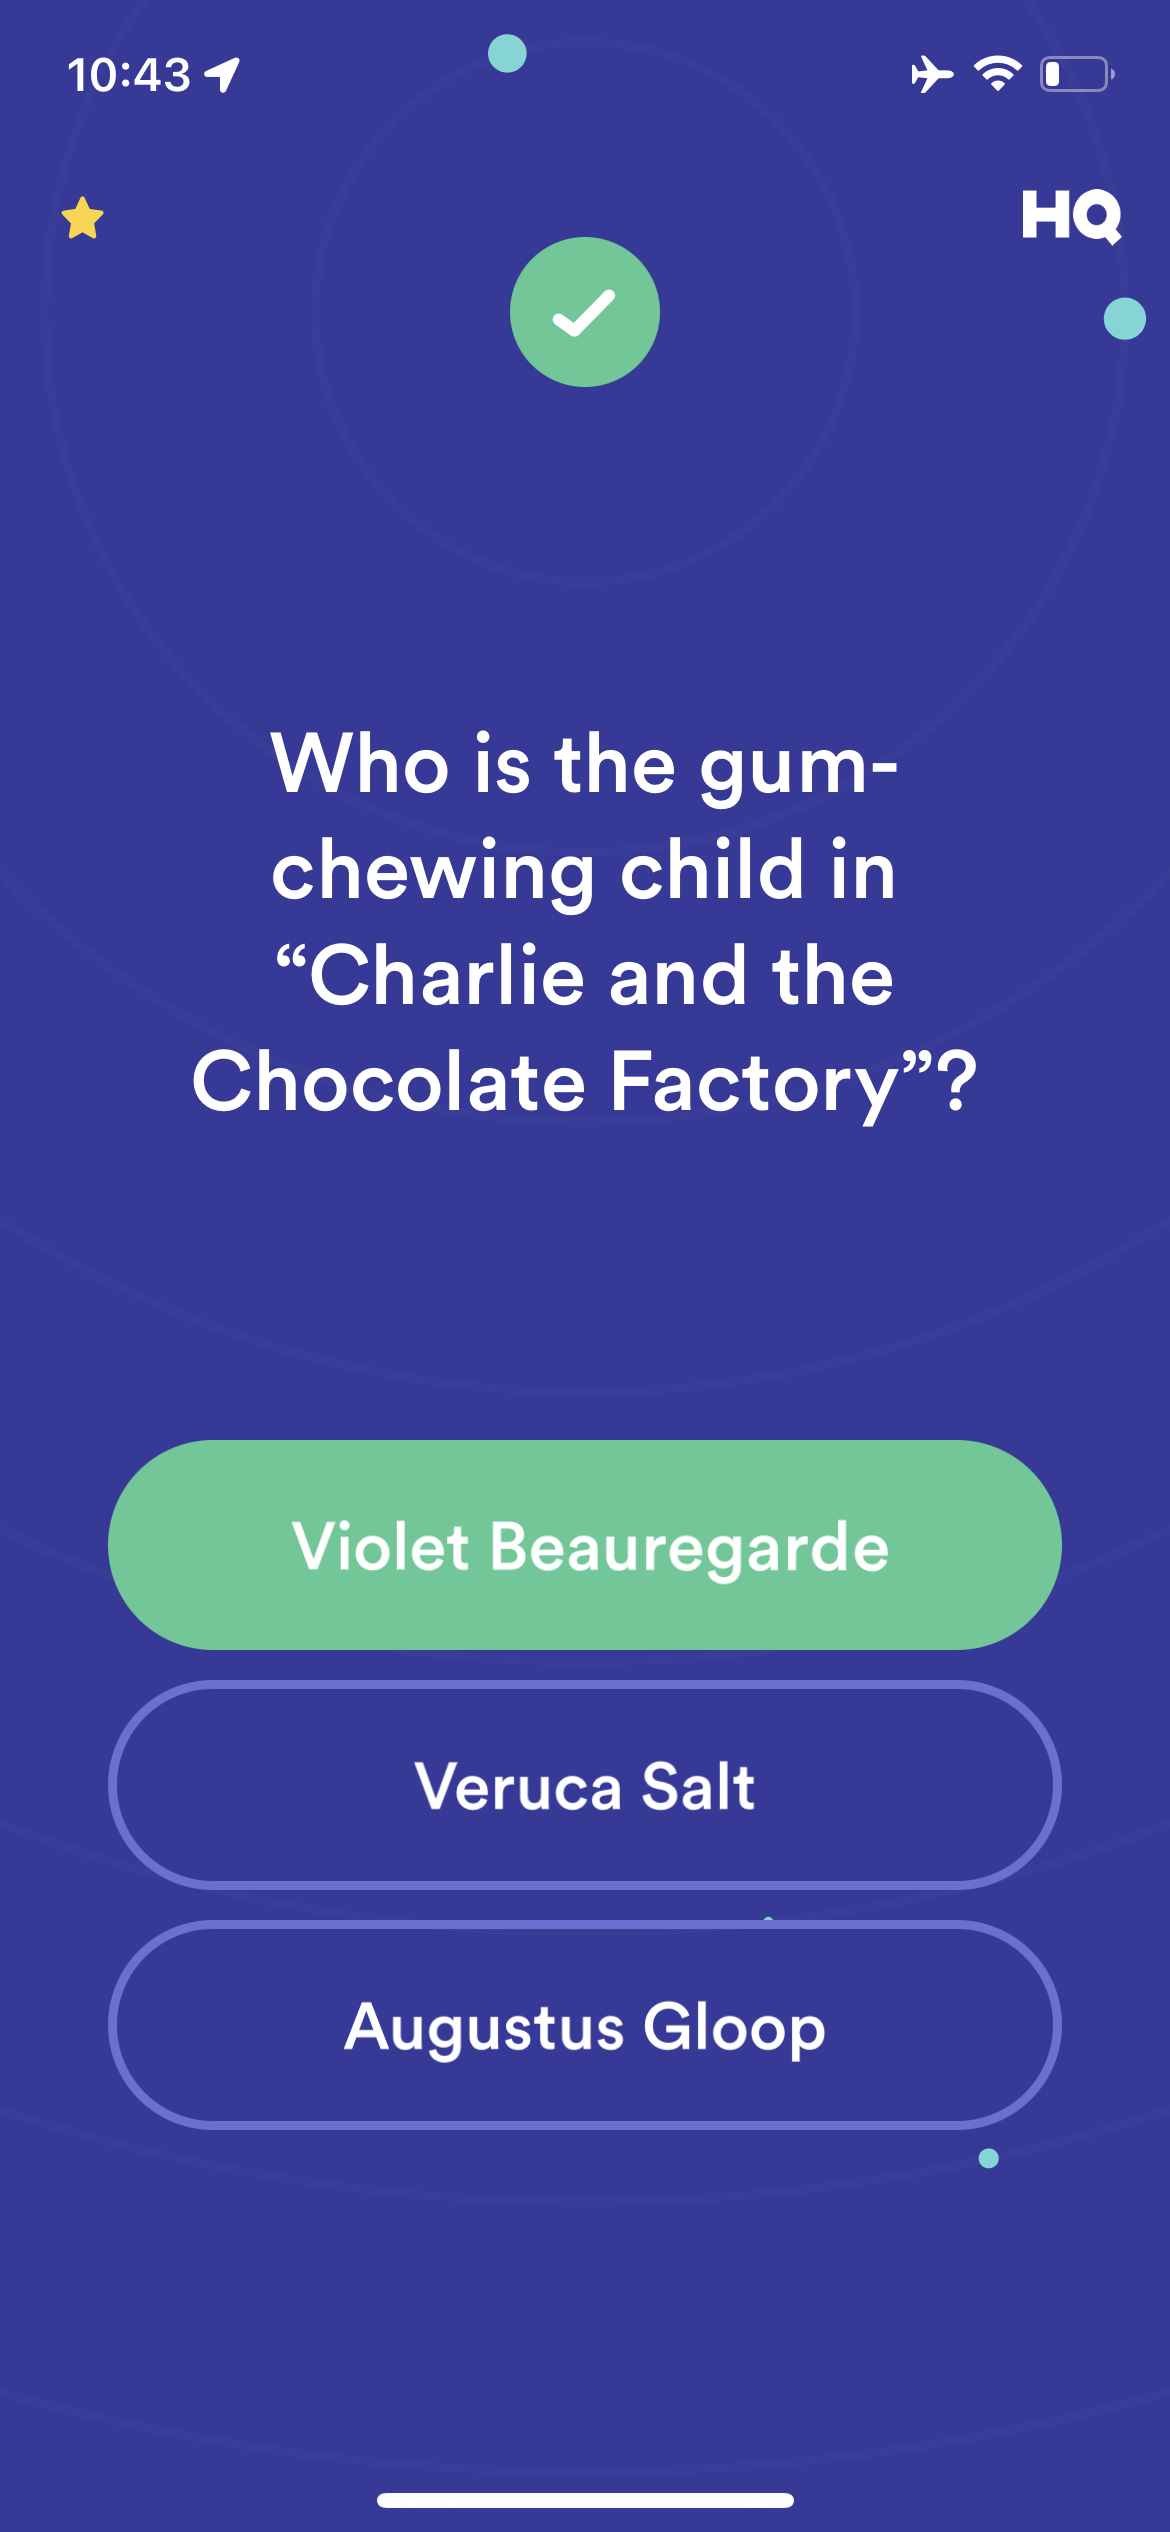 10:43
HQ
Who is the gum-
chewing child in
“Charlie and the
Chocolate Factory”?
Violet Beauregarde
Veruca Salt
Augustus Gloop